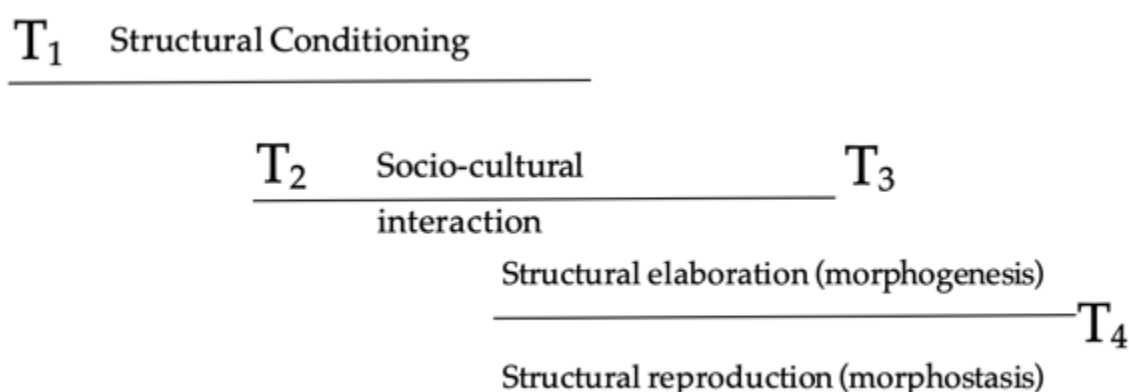 T₁ Structural Conditioning
T₂ Socio-cultural T₃
interaction
Structural elaboration (morphogenesis)
T₄
Structural reproduction (morphostasis)